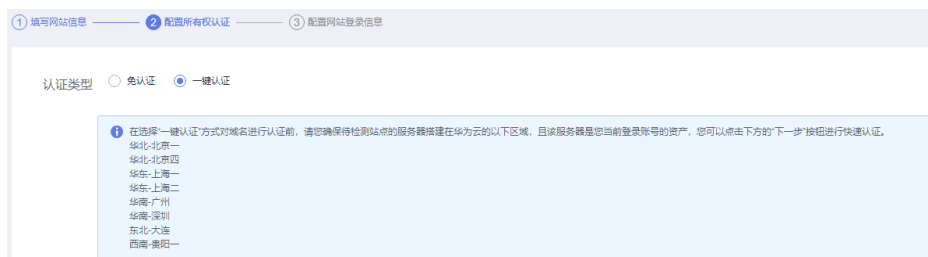 1 填写网站信息 2 配置所有权认证 3 配置网站登录信息
认证类型 免认证 一键认证
在选择“一键认证”方式对域名进行认证前，请您确保待检测站点的服务器搭建在华为云的以下区域，且该服务器是您当前登录账号的资产，您可以点击下方的“下一步”按钮进行快速认证。
华北-北京一
华北-北京四
华东-上海一
华东-上海二
华南-广州
华南-深圳
东北-大连
西南-贵阳一